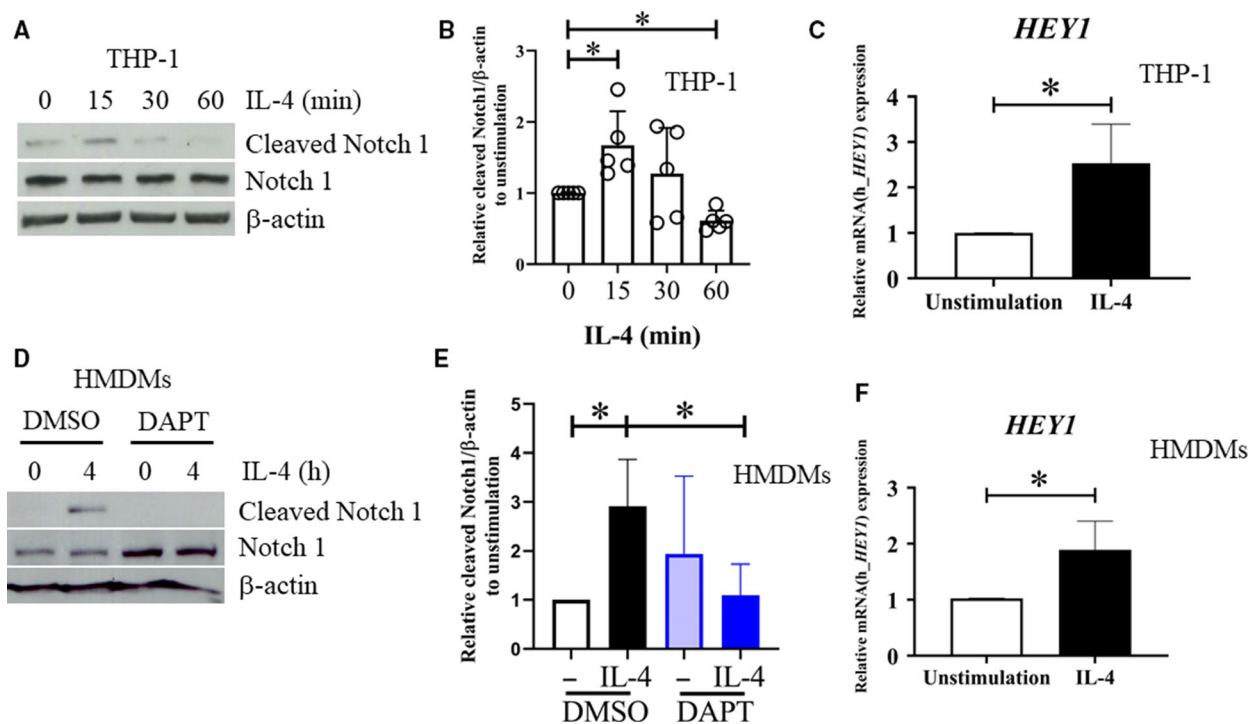 A
THP-1
0 15 30 60 IL-4 (min)
Cleaved Notch 1
Notch 1
β-actin
B
*
*
THP-1
Relative cleaved Notch1/β-actin
to unstimulation
3
2
1
0
0 15 30 60
IL-4 (min)
C
HEY1
THP-1
*
Relative mRNA(h_HEY1) expression
4
3
2
1
0
Unstimulation IL-4
D
HMDMs
DMSO DAPT
0 4 0 4 IL-4 (h)
Cleaved Notch 1
Notch 1
β-actin
E
* *
HMDMs
Relative cleaved Notch1/β-actin
to unstimulation
5
4
3
2
1
0
– IL-4 – IL-4
DMSO DAPT
F
HEY1
HMDMs
*
Relative mRNA(h_HEY1) expression
3
2
1
0
Unstimulation IL-4